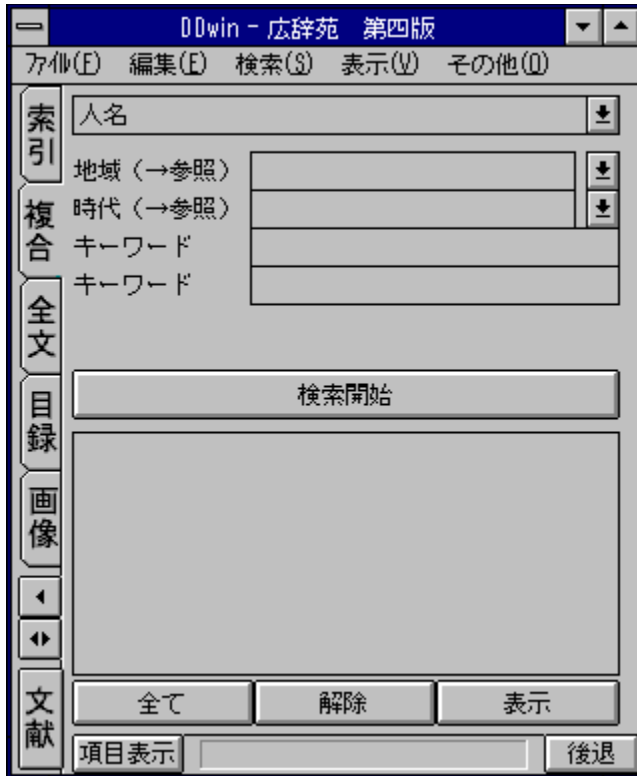 DDwin - 広辞苑 第四版
ﾌｧｲﾙ(F) 編集(E) 検索(S) 表示(V) その他(O)
索引
人名
地域（→参照）
複合
時代（→参照）
キーワード
キーワード
全文
検索開始
目録
画像
文献
全て 解除 表示
項目表示 後退